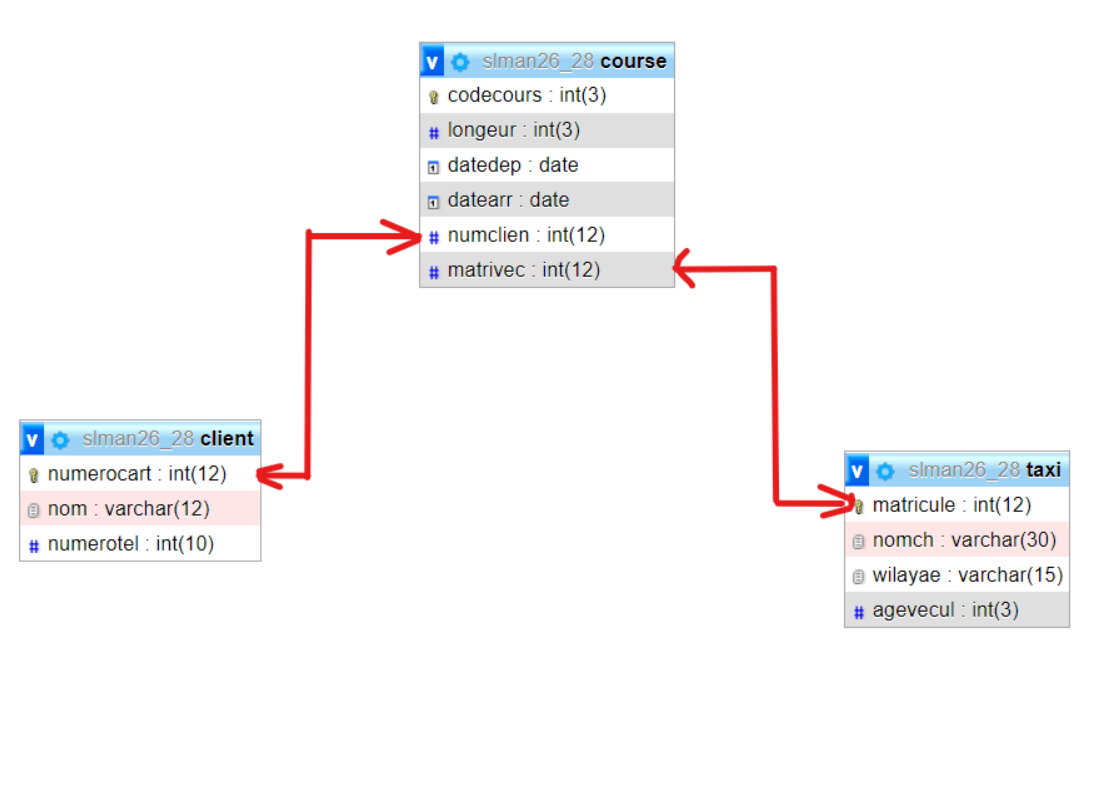 v slman26_28 course
codecours : int(3)
# longeur : int(3)
datedep : date
datearr : date
# numclien : int(12)
# matrivec : int(12)
v slman26_28 client
numerocart : int(12)
nom : varchar(12)
# numerotel : int(10)
v slman26_28 taxi
matricule : int(12)
nomch : varchar(30)
wilayae : varchar(15)
# agevecul : int(3)